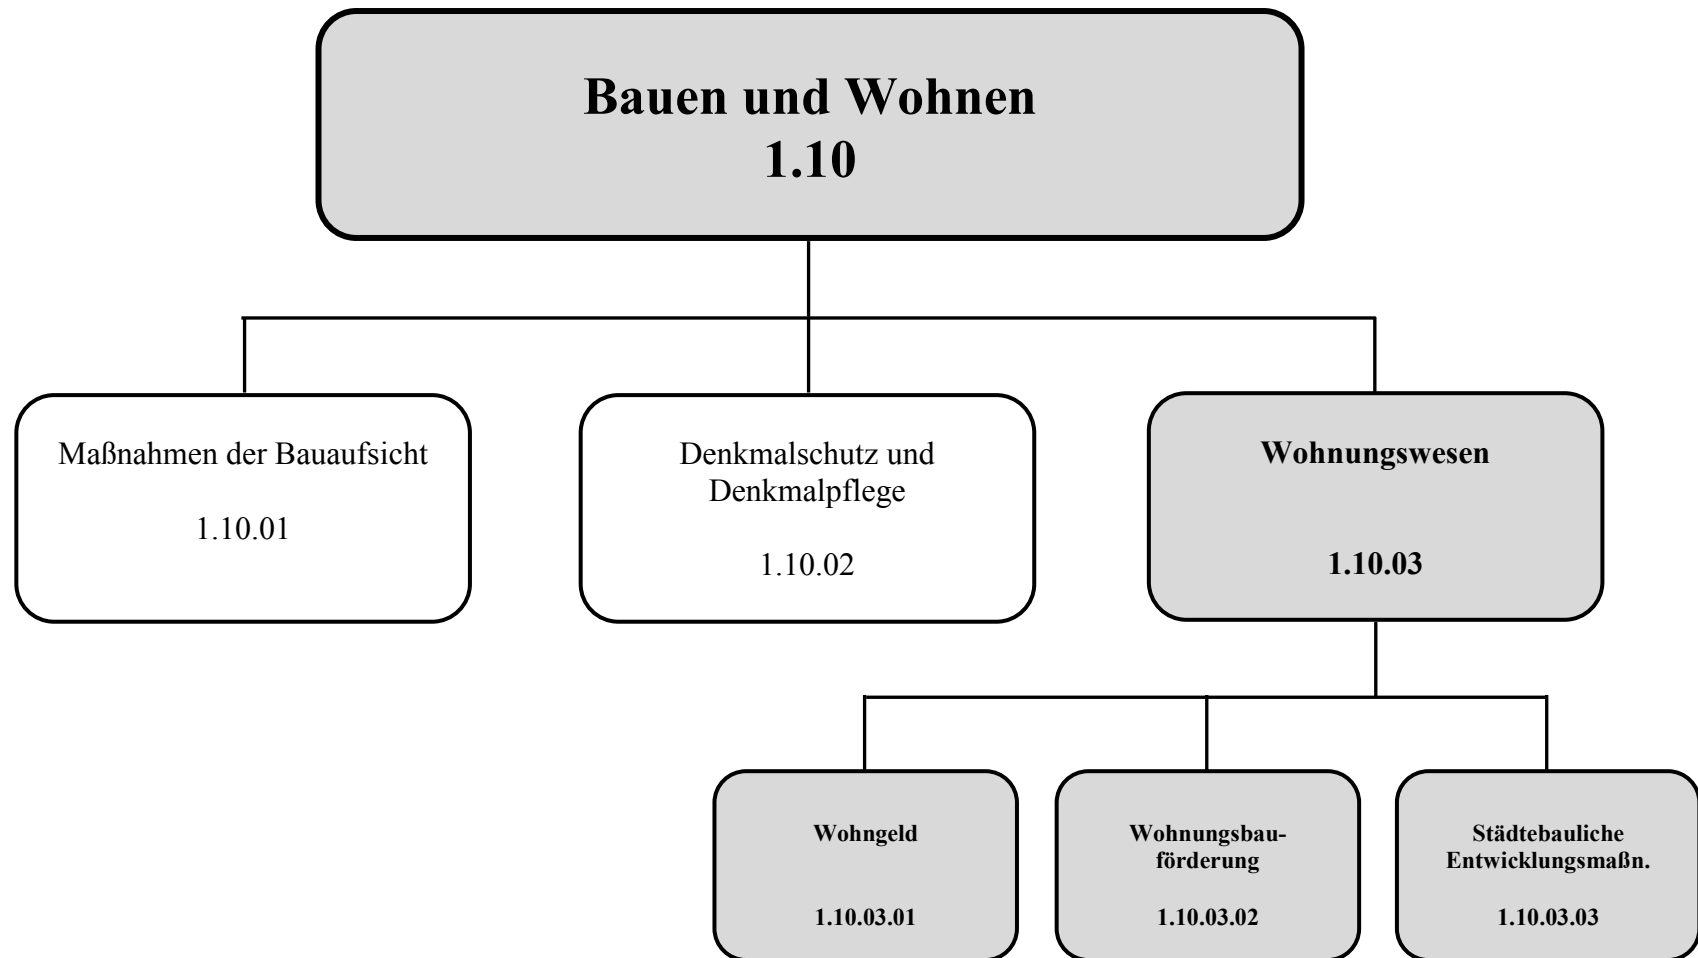 Bauen und Wohnen
1.10
Maßnahmen der Bauaufsicht
1.10.01
Denkmalschutz und
Denkmalpflege
1.10.02
Wohnungswesen
1.10.03
Wohngeld
1.10.03.01
Wohnungsbau-
förderung
1.10.03.02
Städtebauliche
Entwicklungsmaßn.
1.10.03.03